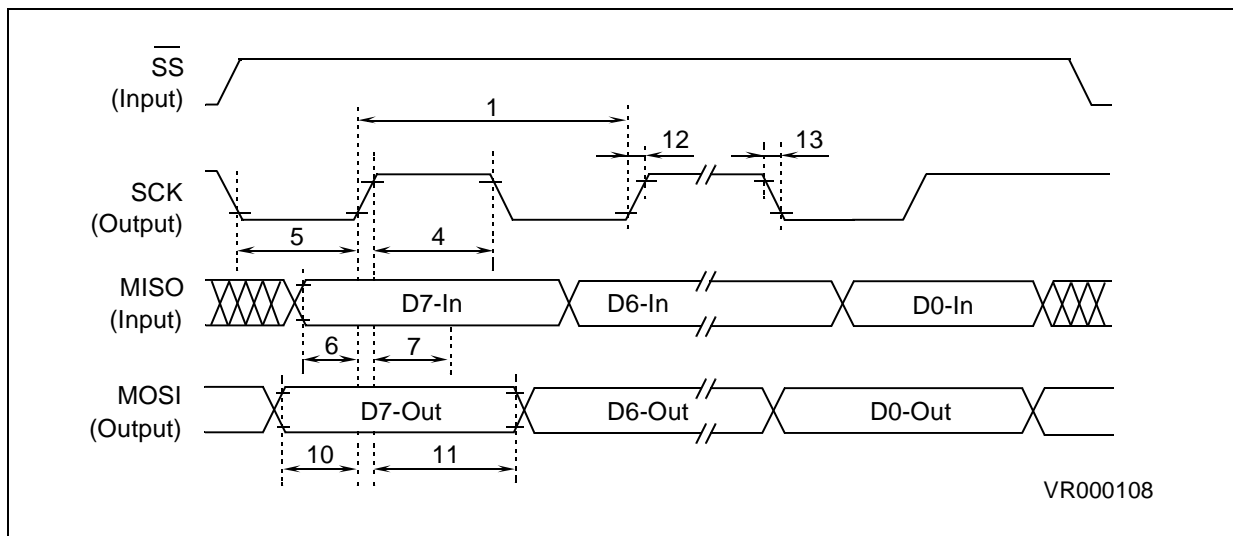 SS
(Input)
1
12
13
SCK
(Output)
5
4
MISO
(Input)
D7-In
D6-In
D0-In
6
7
MOSI
(Output)
D7-Out
D6-Out
D0-Out
10
11
VR000108